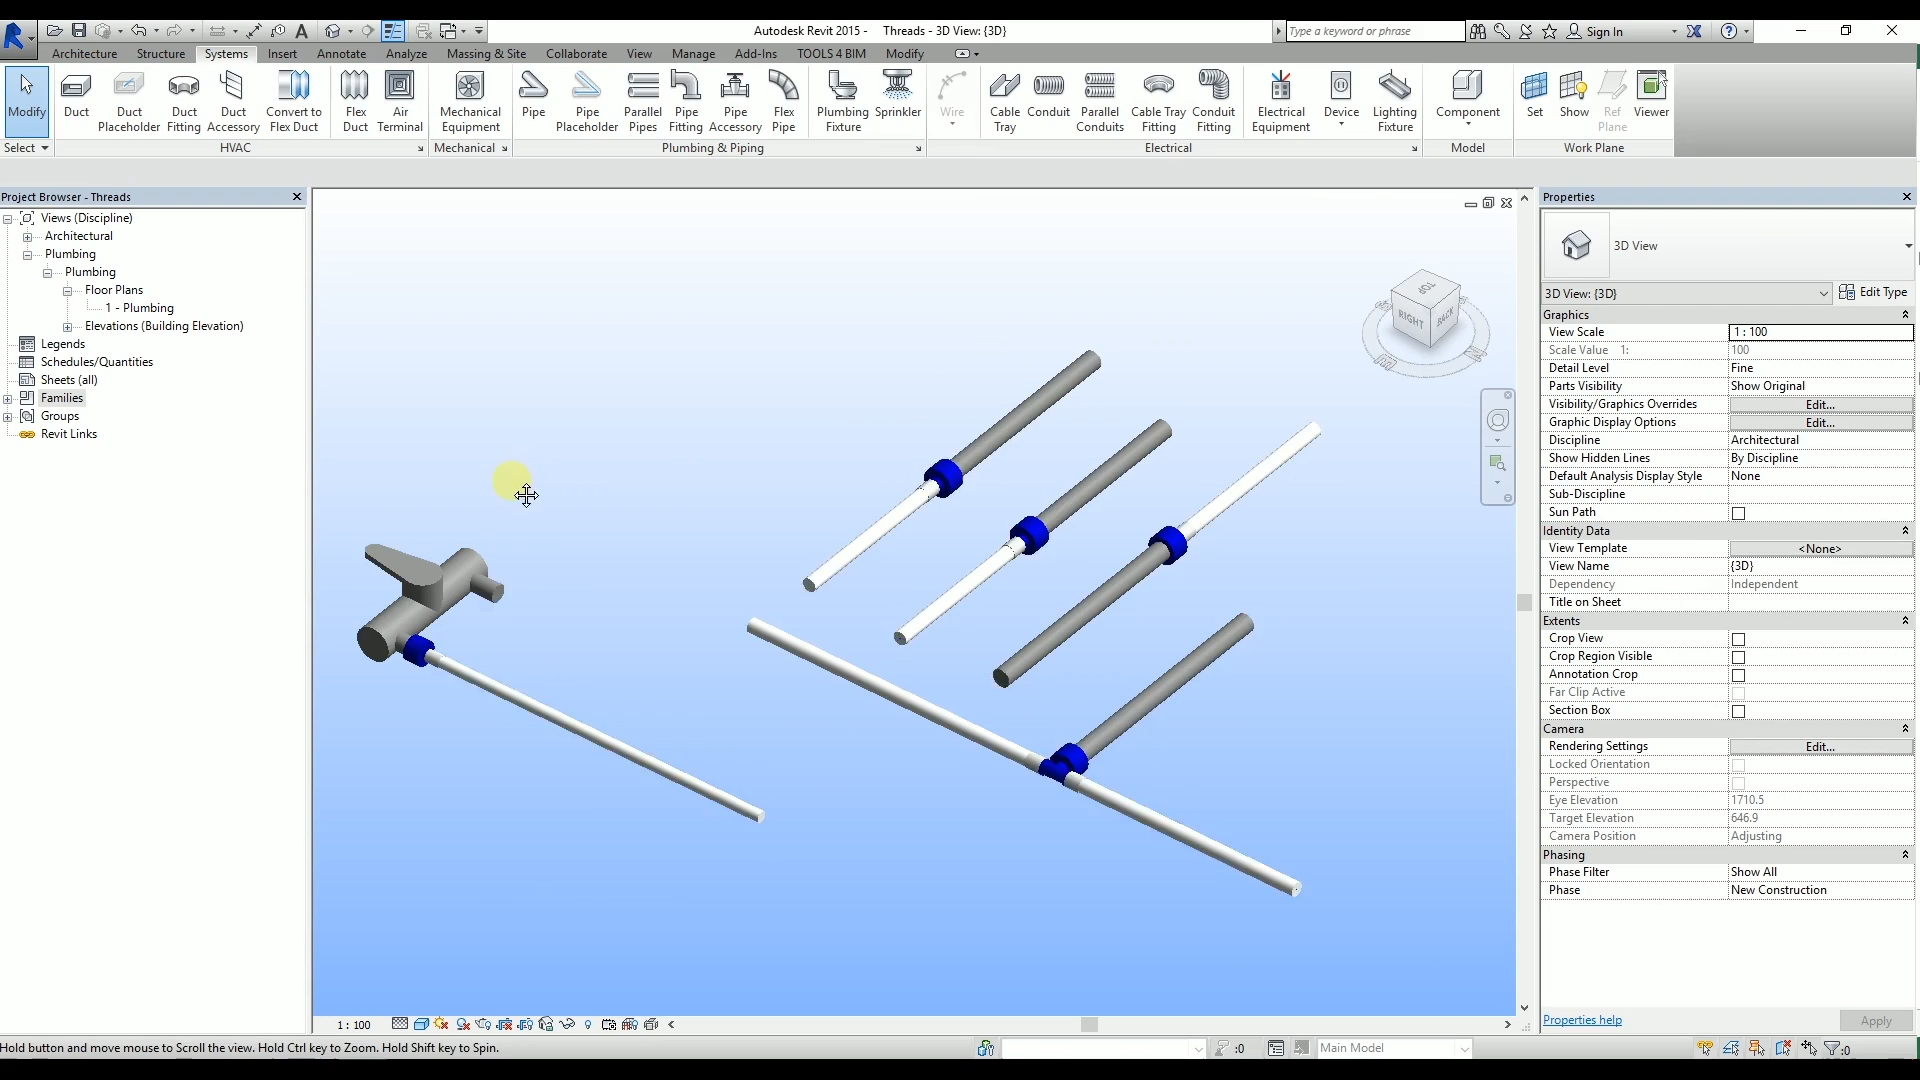 Autodesk Revit 2015 - Threads - 3D View: {3D}
Type a keyword or phrase
Sign In
Architecture Structure Systems Insert Annotate Analyze Massing & Site Collaborate View Manage Add-Ins TOOLS 4 BIM Modify
Modify
Duct
Duct Placeholder
Duct Fitting
Duct Accessory
Convert to Flex Duct
Flex Duct
Air Terminal
Mechanical Equipment
Pipe
Pipe Placeholder
Parallel Pipes
Pipe Fitting
Pipe Accessory
Flex Pipe
Plumbing Fixture
Sprinkler
Wire
Cable Tray
Conduit
Parallel Conduits
Cable Tray Fitting
Conduit Fitting
Electrical Equipment
Device
Lighting Fixture
Component
Set
Show
Ref Plane
Viewer
Select HVAC Mechanical Plumbing & Piping Electrical Model Work Plane
Project Browser - Threads
Views (Discipline)
Architectural
Plumbing
Plumbing
Floor Plans
1 - Plumbing
Elevations (Building Elevation)
Legends
Schedules/Quantities
Sheets (all)
Families
Groups
Revit Links
TOP
RIGHT
BACK
Properties
3D View
3D View: {3D} Edit Type
Graphics
View Scale 1 : 100
Scale Value 1: 100
Detail Level Fine
Parts Visibility Show Original
Visibility/Graphics Overrides Edit...
Graphic Display Options Edit...
Discipline Architectural
Show Hidden Lines By Discipline
Default Analysis Display Style None
Sub-Discipline
Sun Path
Identity Data
View Template <None>
View Name {3D}
Dependency Independent
Title on Sheet
Extents
Crop View
Crop Region Visible
Annotation Crop
Far Clip Active
Section Box
Camera
Rendering Settings Edit...
Locked Orientation
Perspective
Eye Elevation 1710.5
Target Elevation 646.9
Camera Position Adjusting
Phasing
Phase Filter Show All
Phase New Construction
Properties help Apply
1 : 100
Hold button and move mouse to Scroll the view. Hold Ctrl key to Zoom. Hold Shift key to Spin.
:0
Main Model
:0